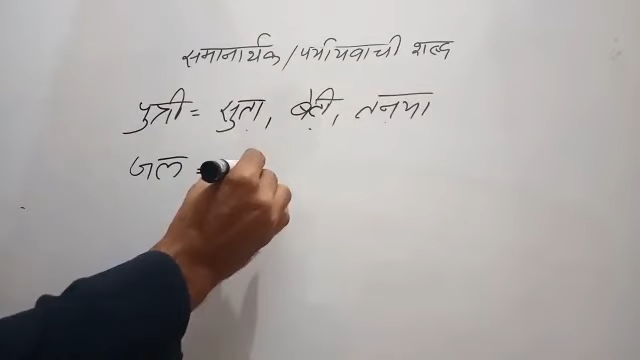 समानार्थक/पर्यायवाची शब्द
पुत्री = सुता, बेटी, तनया
जल =